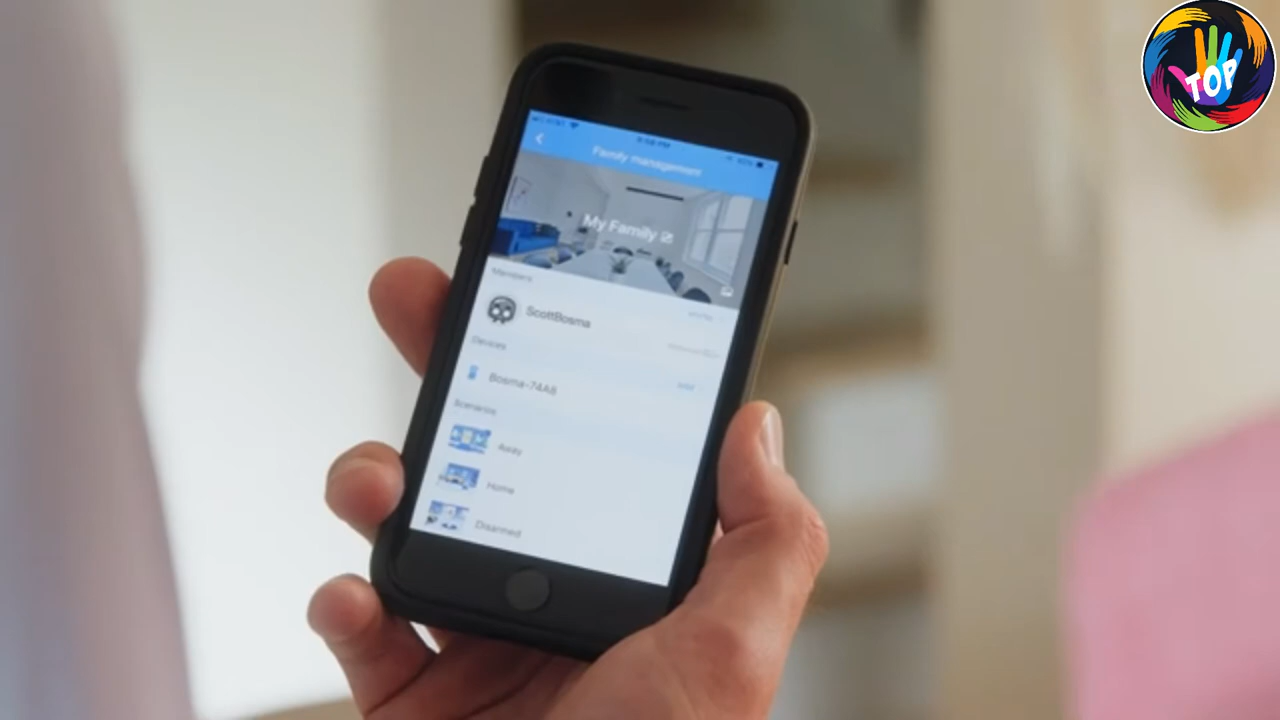 TOP
Family management
My Family
Members
ScottBosma
Devices
Bosma-74A8
Scenarios
Away
Home
Disarmed